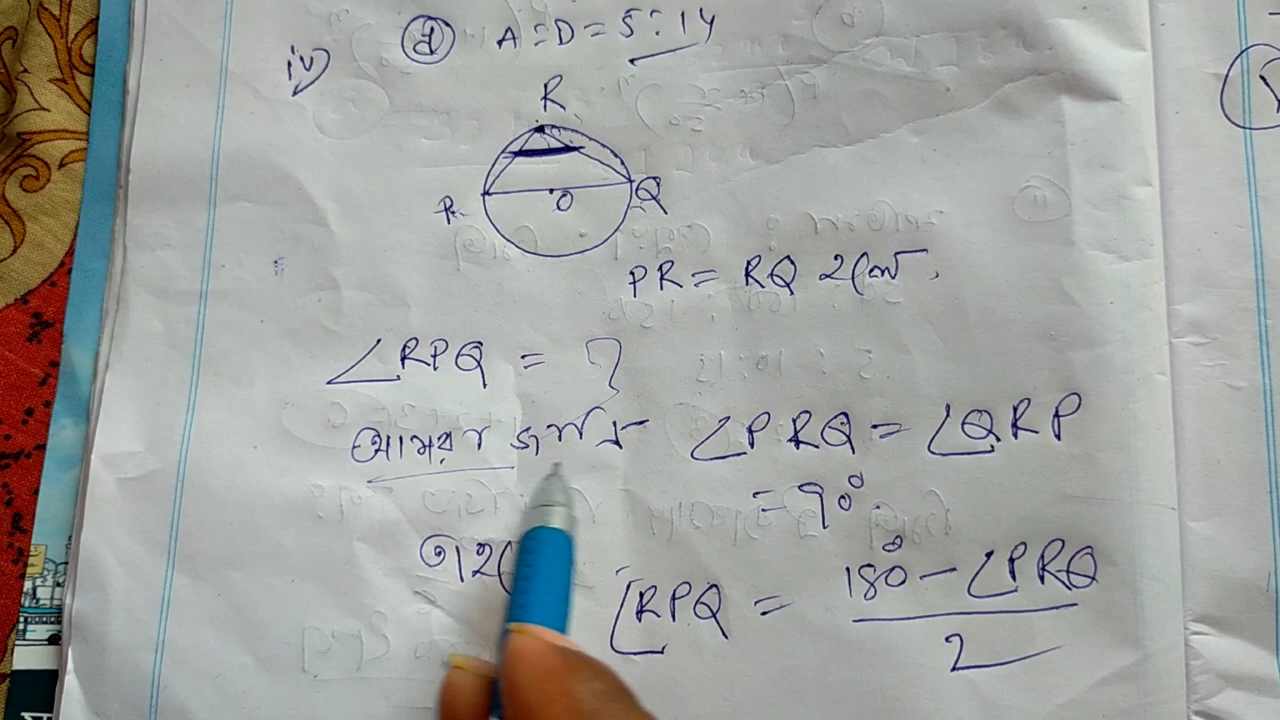 ⓓ A:D = 5:14
iv)
R
P O Q
PR = RQ হলে,
∠RPQ = ?
আমরা জানি ∠PRQ = ∠QRP
= 90°.
∠RPQ = 180° - ∠PRQ / 2